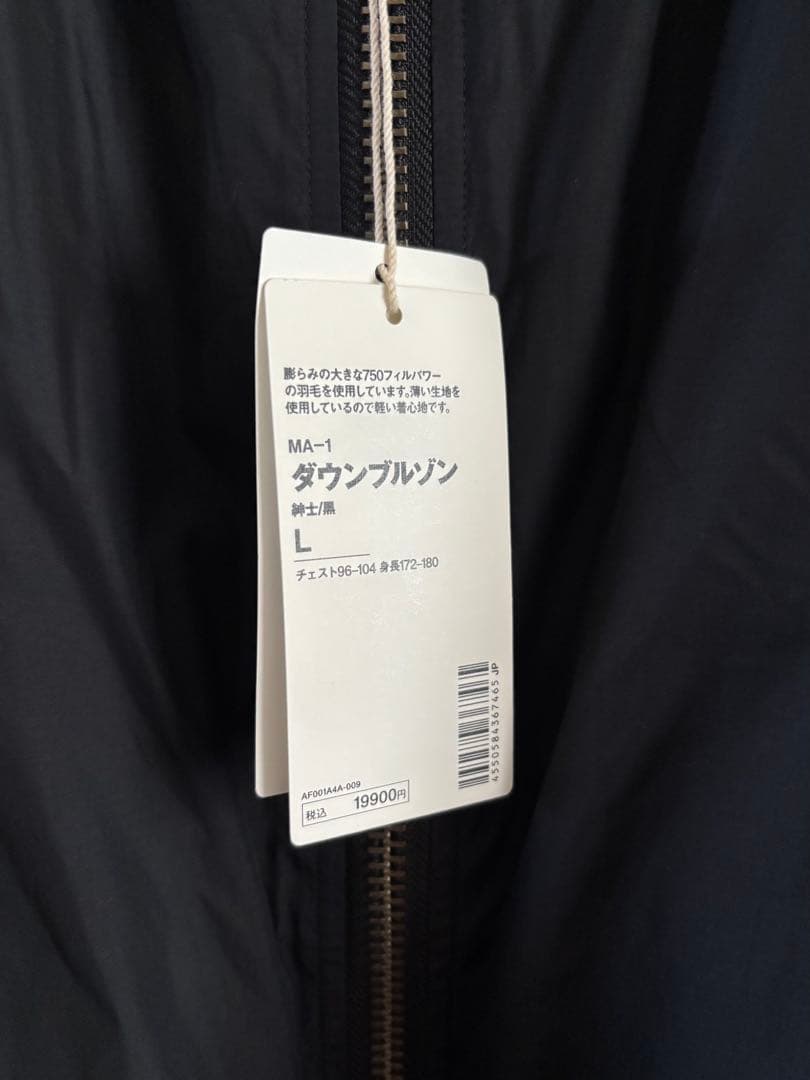 膨らみの大きな750フィルパワー
の羽毛を使用しています。薄い生地を
使用しているので軽い着心地です。
MA-1
ダウンブルゾン
紳士/黒
L
チェスト96-104 身長172-180
4550584367465 JP
AF001A4A-009
税込 19900円